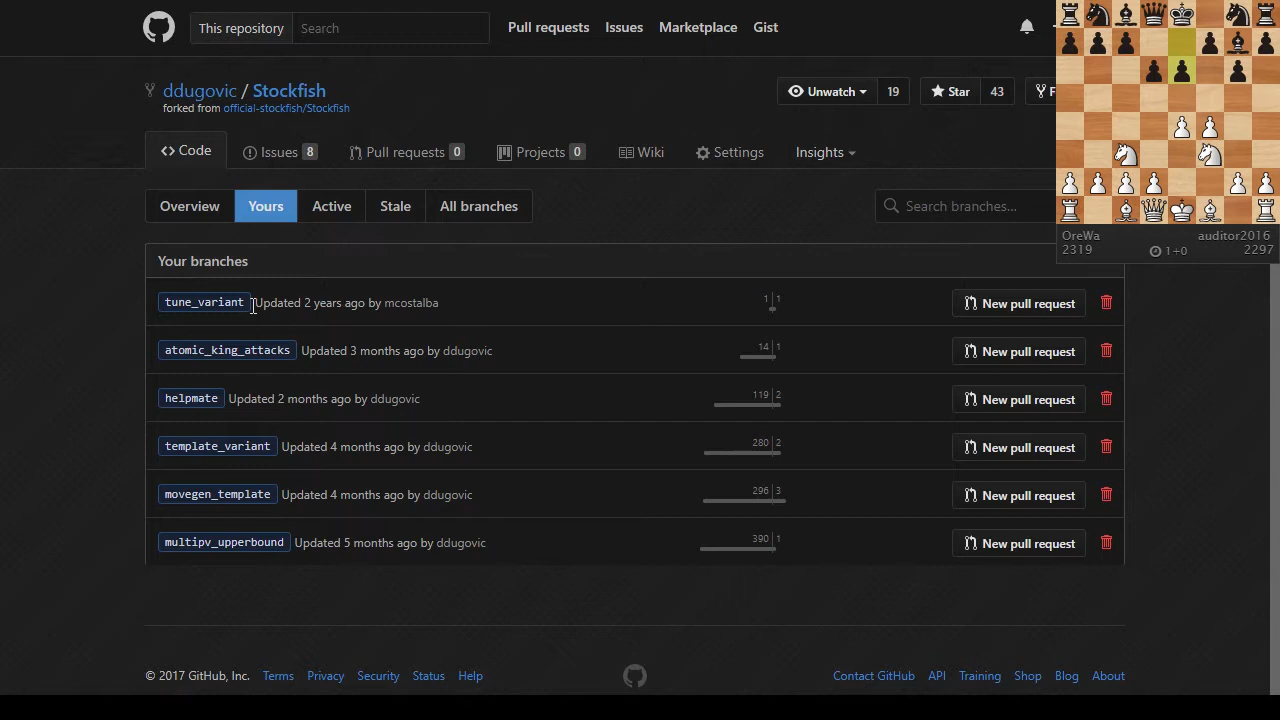 This repository
Search
Pull requests
Issues
Marketplace
Gist
ddugovic / Stockfish
forked from official-stockfish/Stockfish
Unwatch
19
Star
43
F
Code
Issues 8
Pull requests 0
Projects 0
Wiki
Settings
Insights
Overview
Yours
Active
Stale
All branches
Search branches...
OreWa
auditor2016
2319
1+0
2297
Your branches
tune_variant Updated 2 years ago by mcostalba
1 1
New pull request
atomic_king_attacks Updated 3 months ago by ddugovic
14 1
New pull request
helpmate Updated 2 months ago by ddugovic
119 2
New pull request
template_variant Updated 4 months ago by ddugovic
280 2
New pull request
movegen_template Updated 4 months ago by ddugovic
296 3
New pull request
multipv_upperbound Updated 5 months ago by ddugovic
390 1
New pull request
© 2017 GitHub, Inc.
Terms
Privacy
Security
Status
Help
Contact GitHub
API
Training
Shop
Blog
About